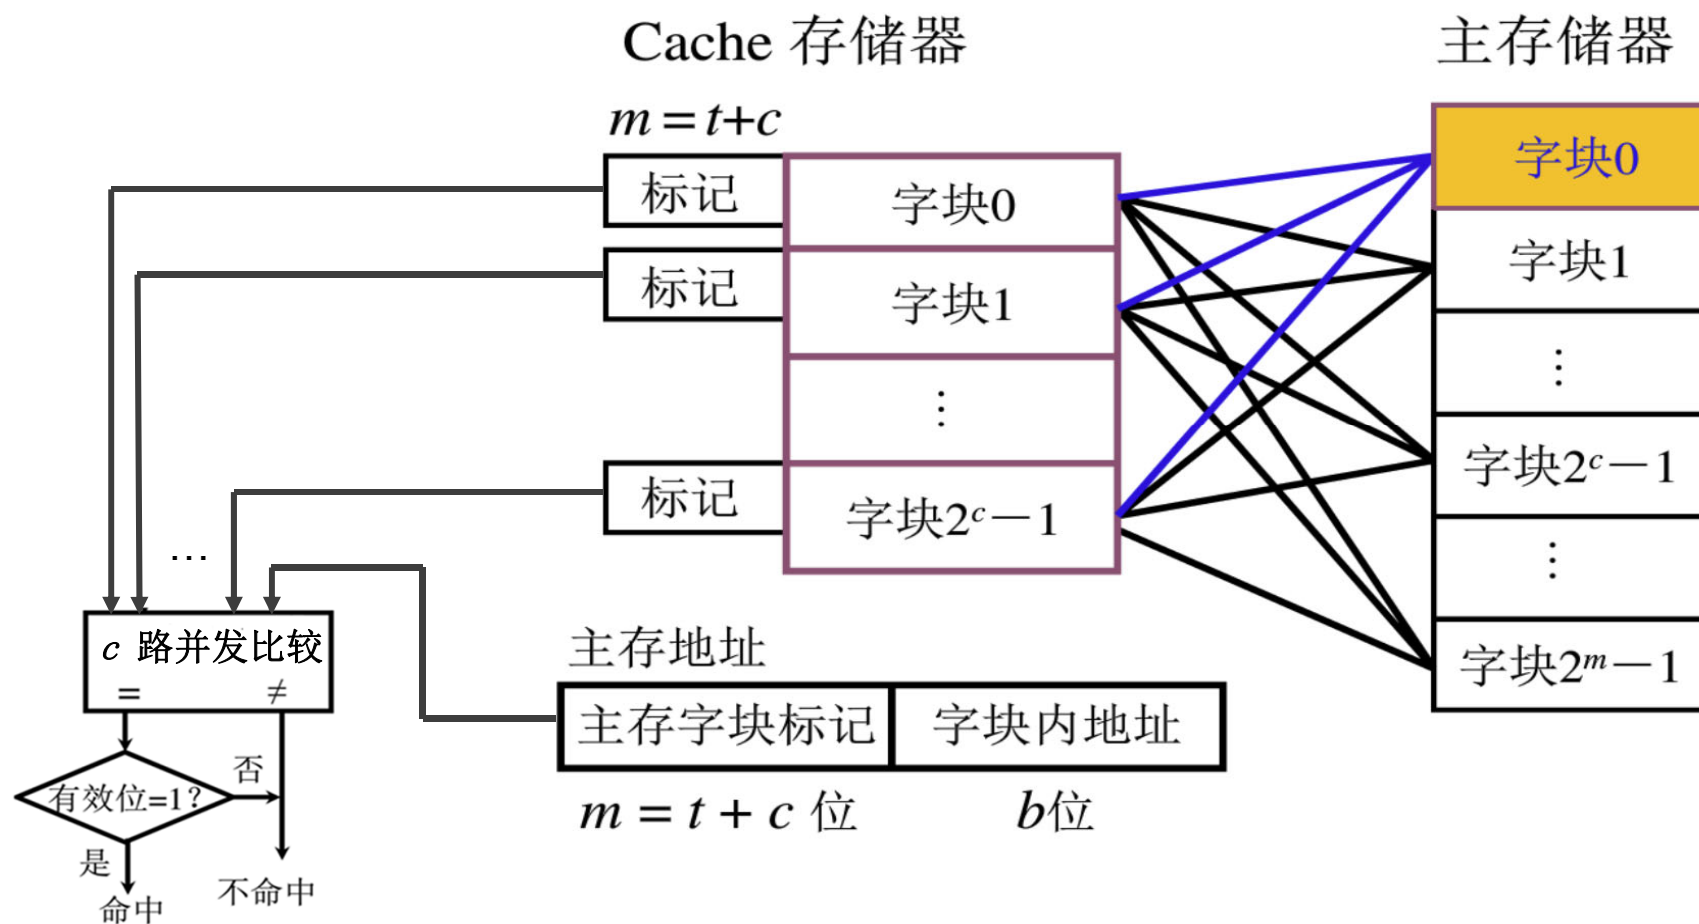 Cache 存储器
主存储器
m = t+c
标记
字块0
字块0
标记
字块1
字块1
⋮
⋮
标记
字块2ᶜ－1
字块2ᶜ－1
⋮
字块2ᵐ－1
…
c 路并发比较
= ≠
主存地址
主存字块标记
字块内地址
m = t + c 位
b位
有效位=1?
否
是
命中
不命中